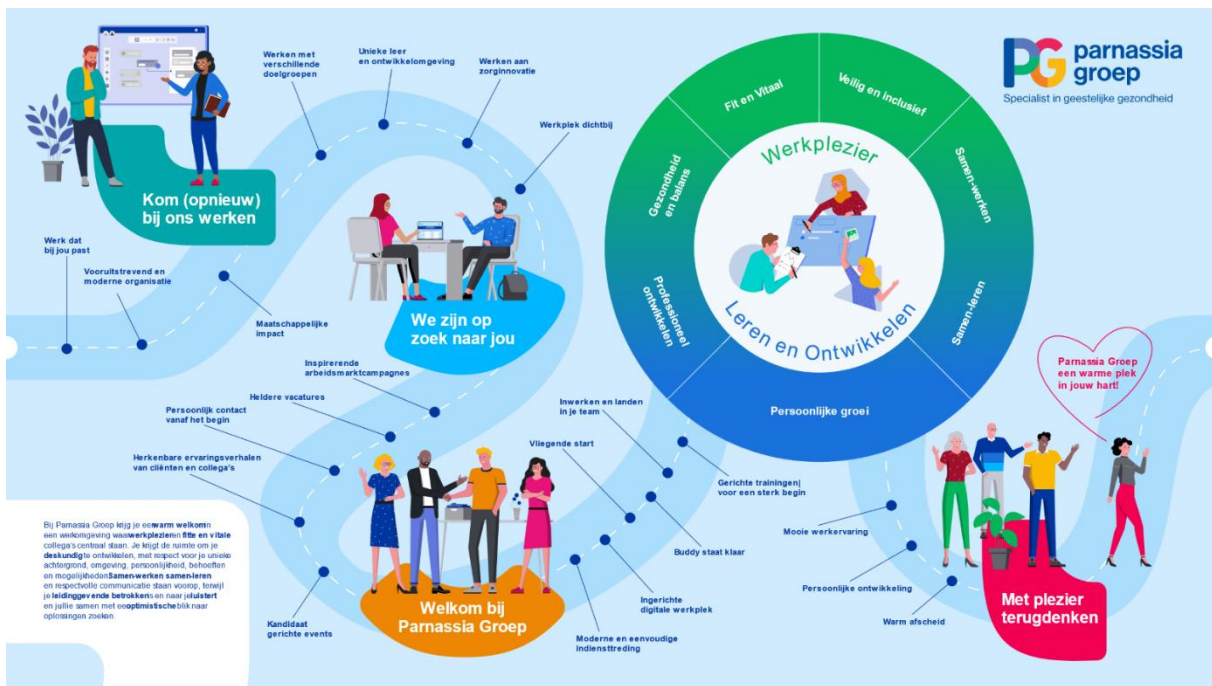 PG parnassia
groep
Specialist in geestelijke gezondheid
Kom (opnieuw)
bij ons werken
Werk dat
bij jou past
Vooruitstrevend en
moderne organisatie
Maatschappelijke
impact
Werken met
verschillende
doelgroepen
Unieke leer
en ontwikkelomgeving
Werken aan
zorginnovatie
Werkplek dichtbij
We zijn op
zoek naar jou
Inspirerende
arbeidsmarktcampagnes
Heldere vacatures
Persoonlijk contact
vanaf het begin
Herkenbare ervaringsverhalen
van cliënten en collega's
Kandidaat
gerichte events
Welkom bij
Parnassia Groep
Moderne en eenvoudige
indiensttreding
Ingerichte
digitale werkplek
Buddy staat klaar
Vliegende start
Inwerken en landen
in je team
Gerichte trainingen|
voor een sterk begin
Werkplezier
Leren en Ontwikkelen
Fit en Vitaal
Veilig en inclusief
Samen-werken
Samen-leren
Persoonlijke groei
Professioneel
ontwikkelen
Gezondheid
en balans
Mooie werkervaring
Persoonlijke ontwikkeling
Warm afscheid
Met plezier
terugdenken
Parnassia Groep
een warme plek
in jouw hart!
Bij Parnassia Groep krijg je een warm welkom in
een werkomgeving waar werkplezier en fitte en vitale
collega's centraal staan. Je krijgt de ruimte om je
deskundig te ontwikkelen, met respect voor je unieke
achtergrond, omgeving, persoonlijkheid, behoeften
en mogelijkheden. Samen-werken, samen-leren
en respectvolle communicatie staan voorop, terwijl
je leidinggevende betrokken is en naar je luistert
en jullie samen met een optimistische blik naar
oplossingen zoeken.